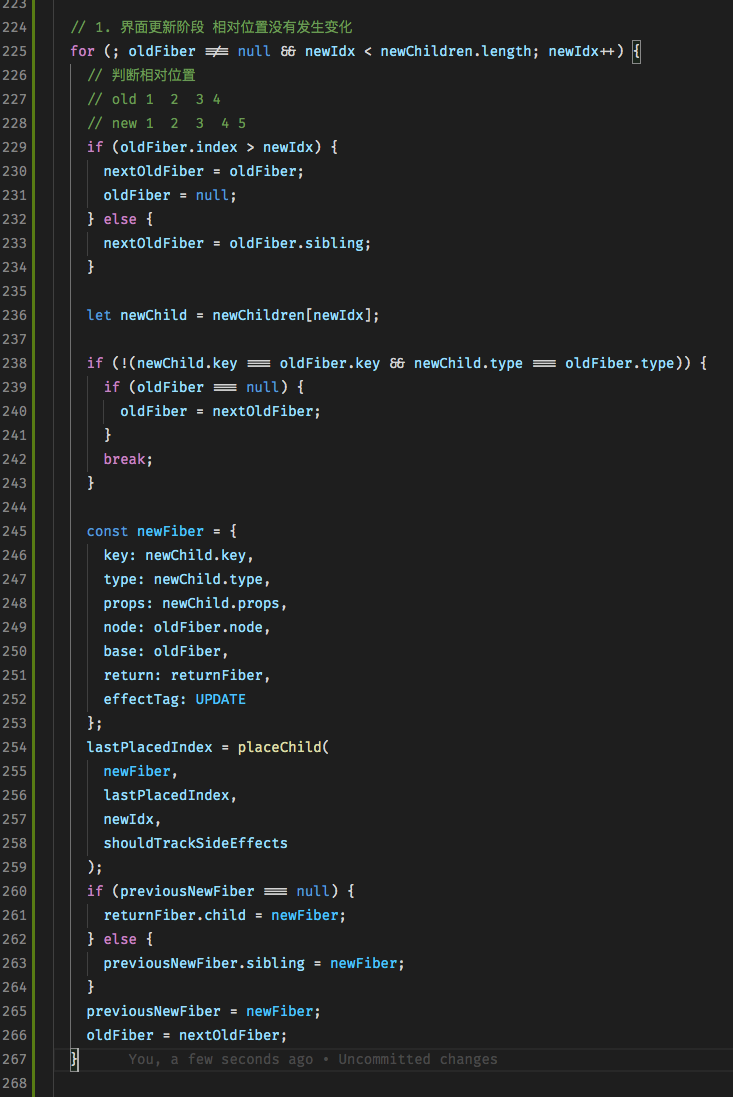 223
224 // 1. 界面更新阶段 相对位置没有发生变化
225 for (; oldFiber !== null && newIdx < newChildren.length; newIdx++) {
226 // 判断相对位置
227 // old 1  2  3 4
228 // new 1  2  3  4 5
229 if (oldFiber.index > newIdx) {
230 nextOldFiber = oldFiber;
231 oldFiber = null;
232 } else {
233 nextOldFiber = oldFiber.sibling;
234 }
235
236 let newChild = newChildren[newIdx];
237
238 if (!(newChild.key === oldFiber.key && newChild.type === oldFiber.type)) {
239 if (oldFiber === null) {
240 oldFiber = nextOldFiber;
241 }
242 break;
243 }
244
245 const newFiber = {
246 key: newChild.key,
247 type: newChild.type,
248 props: newChild.props,
249 node: oldFiber.node,
250 base: oldFiber,
251 return: returnFiber,
252 effectTag: UPDATE
253 };
254 lastPlacedIndex = placeChild(
255 newFiber,
256 lastPlacedIndex,
257 newIdx,
258 shouldTrackSideEffects
259 );
260 if (previousNewFiber === null) {
261 returnFiber.child = newFiber;
262 } else {
263 previousNewFiber.sibling = newFiber;
264 }
265 previousNewFiber = newFiber;
266 oldFiber = nextOldFiber;
267 } You, a few seconds ago • Uncommitted changes
268